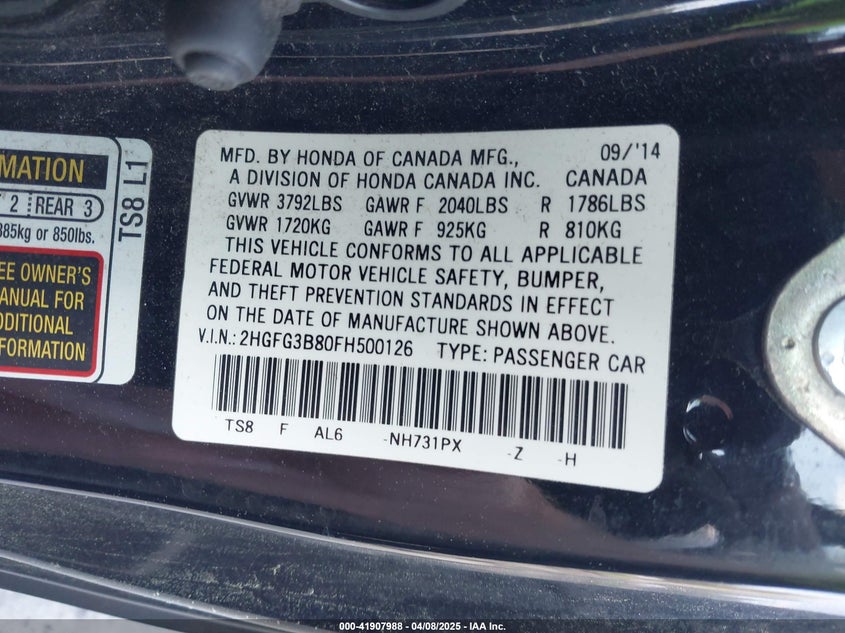 MATION
2 REAR 3
385kg or 850lbs.
EE OWNER'S
MANUAL FOR
DDITIONAL
FORMATION
TS8 L1
MFD. BY HONDA OF CANADA MFG., 09/'14
A DIVISION OF HONDA CANADA INC. CANADA
GVWR 3792LBS GAWR F 2040LBS R 1786LBS
GVWR 1720KG GAWR F 925KG R 810KG
THIS VEHICLE CONFORMS TO ALL APPLICABLE
FEDERAL MOTOR VEHICLE SAFETY, BUMPER,
AND THEFT PREVENTION STANDARDS IN EFFECT
ON THE DATE OF MANUFACTURE SHOWN ABOVE.
V.I.N.: 2HGFG3B80FH500126 TYPE: PASSENGER CAR
TS8 F AL6 -NH731PX -Z -H
000-41907988 - 04/08/2025 - IAA Inc.